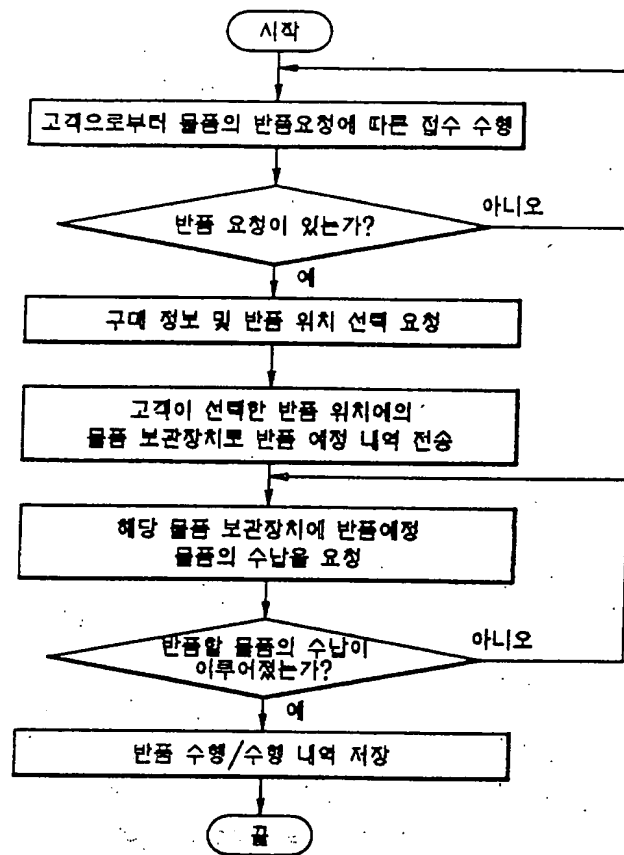 시작
고객으로부터 물품의 반품요청에 따른 접수 수행
반품 요청이 있는가?
아니오
예
구매 정보 및 반품 위치 선택 요청
고객이 선택한 반품 위치에의
물품 보관장치로 반품 예정 내역 전송
해당 물품 보관장치에 반품예정
물품의 수납을 요청
반품할 물품의 수납이
이루어졌는가?
아니오
예
반품 수행/수행 내역 저장
끝